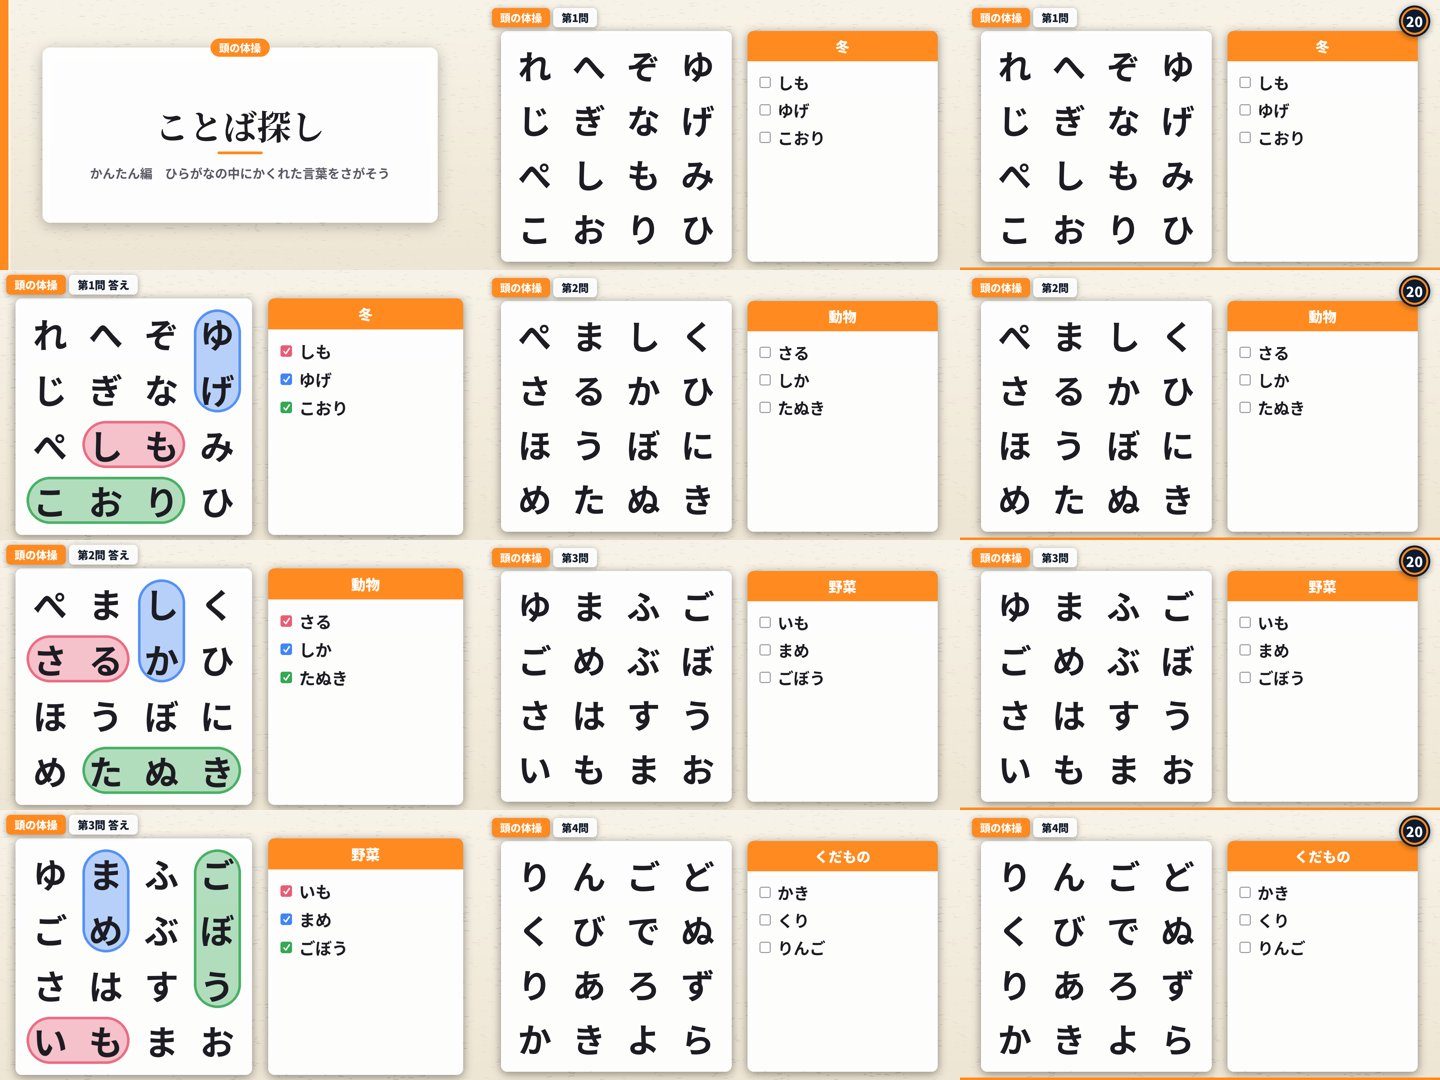 頭の体操
ことば探し
かんたん編　ひらがなの中にかくれた言葉をさがそう
頭の体操 第1問
れ へ ぞ ゆ
じ ぎ な げ
ぺ し も み
こ お り ひ
冬
しも
ゆげ
こおり
頭の体操 第1問
20
れ へ ぞ ゆ
じ ぎ な げ
ぺ し も み
こ お り ひ
冬
しも
ゆげ
こおり
頭の体操 第1問 答え
れ へ ぞ ゆ
じ ぎ な げ
ぺ し も み
こ お り ひ
冬
しも
ゆげ
こおり
頭の体操 第2問
ぺ ま し く
さ る か ひ
ほ う ぼ に
め た ぬ き
動物
さる
しか
たぬき
頭の体操 第2問
20
ぺ ま し く
さ る か ひ
ほ う ぼ に
め た ぬ き
動物
さる
しか
たぬき
頭の体操 第2問 答え
ぺ ま し く
さ る か ひ
ほ う ぼ に
め た ぬ き
動物
さる
しか
たぬき
頭の体操 第3問
ゆ ま ふ ご
ご め ぶ ぼ
さ は す う
い も ま お
野菜
いも
まめ
ごぼう
頭の体操 第3問
20
ゆ ま ふ ご
ご め ぶ ぼ
さ は す う
い も ま お
野菜
いも
まめ
ごぼう
頭の体操 第3問 答え
ゆ ま ふ ご
ご め ぶ ぼ
さ は す う
い も ま お
野菜
いも
まめ
ごぼう
頭の体操 第4問
り ん ご ど
く び で ぬ
り あ ろ ず
か き よ ら
くだもの
かき
くり
りんご
頭の体操 第4問
20
り ん ご ど
く び で ぬ
り あ ろ ず
か き よ ら
くだもの
かき
くり
りんご